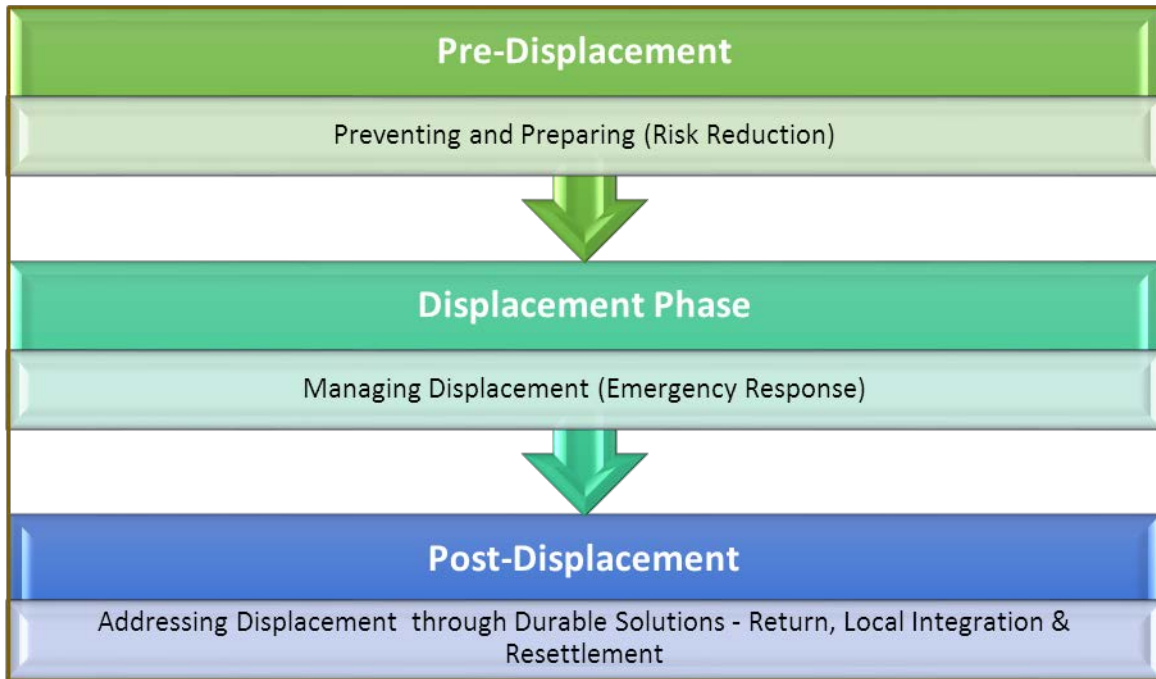 Pre-Displacement
Preventing and Preparing (Risk Reduction)
Displacement Phase
Managing Displacement (Emergency Response)
Post-Displacement
Addressing Displacement through Durable Solutions - Return, Local Integration &
Resettlement